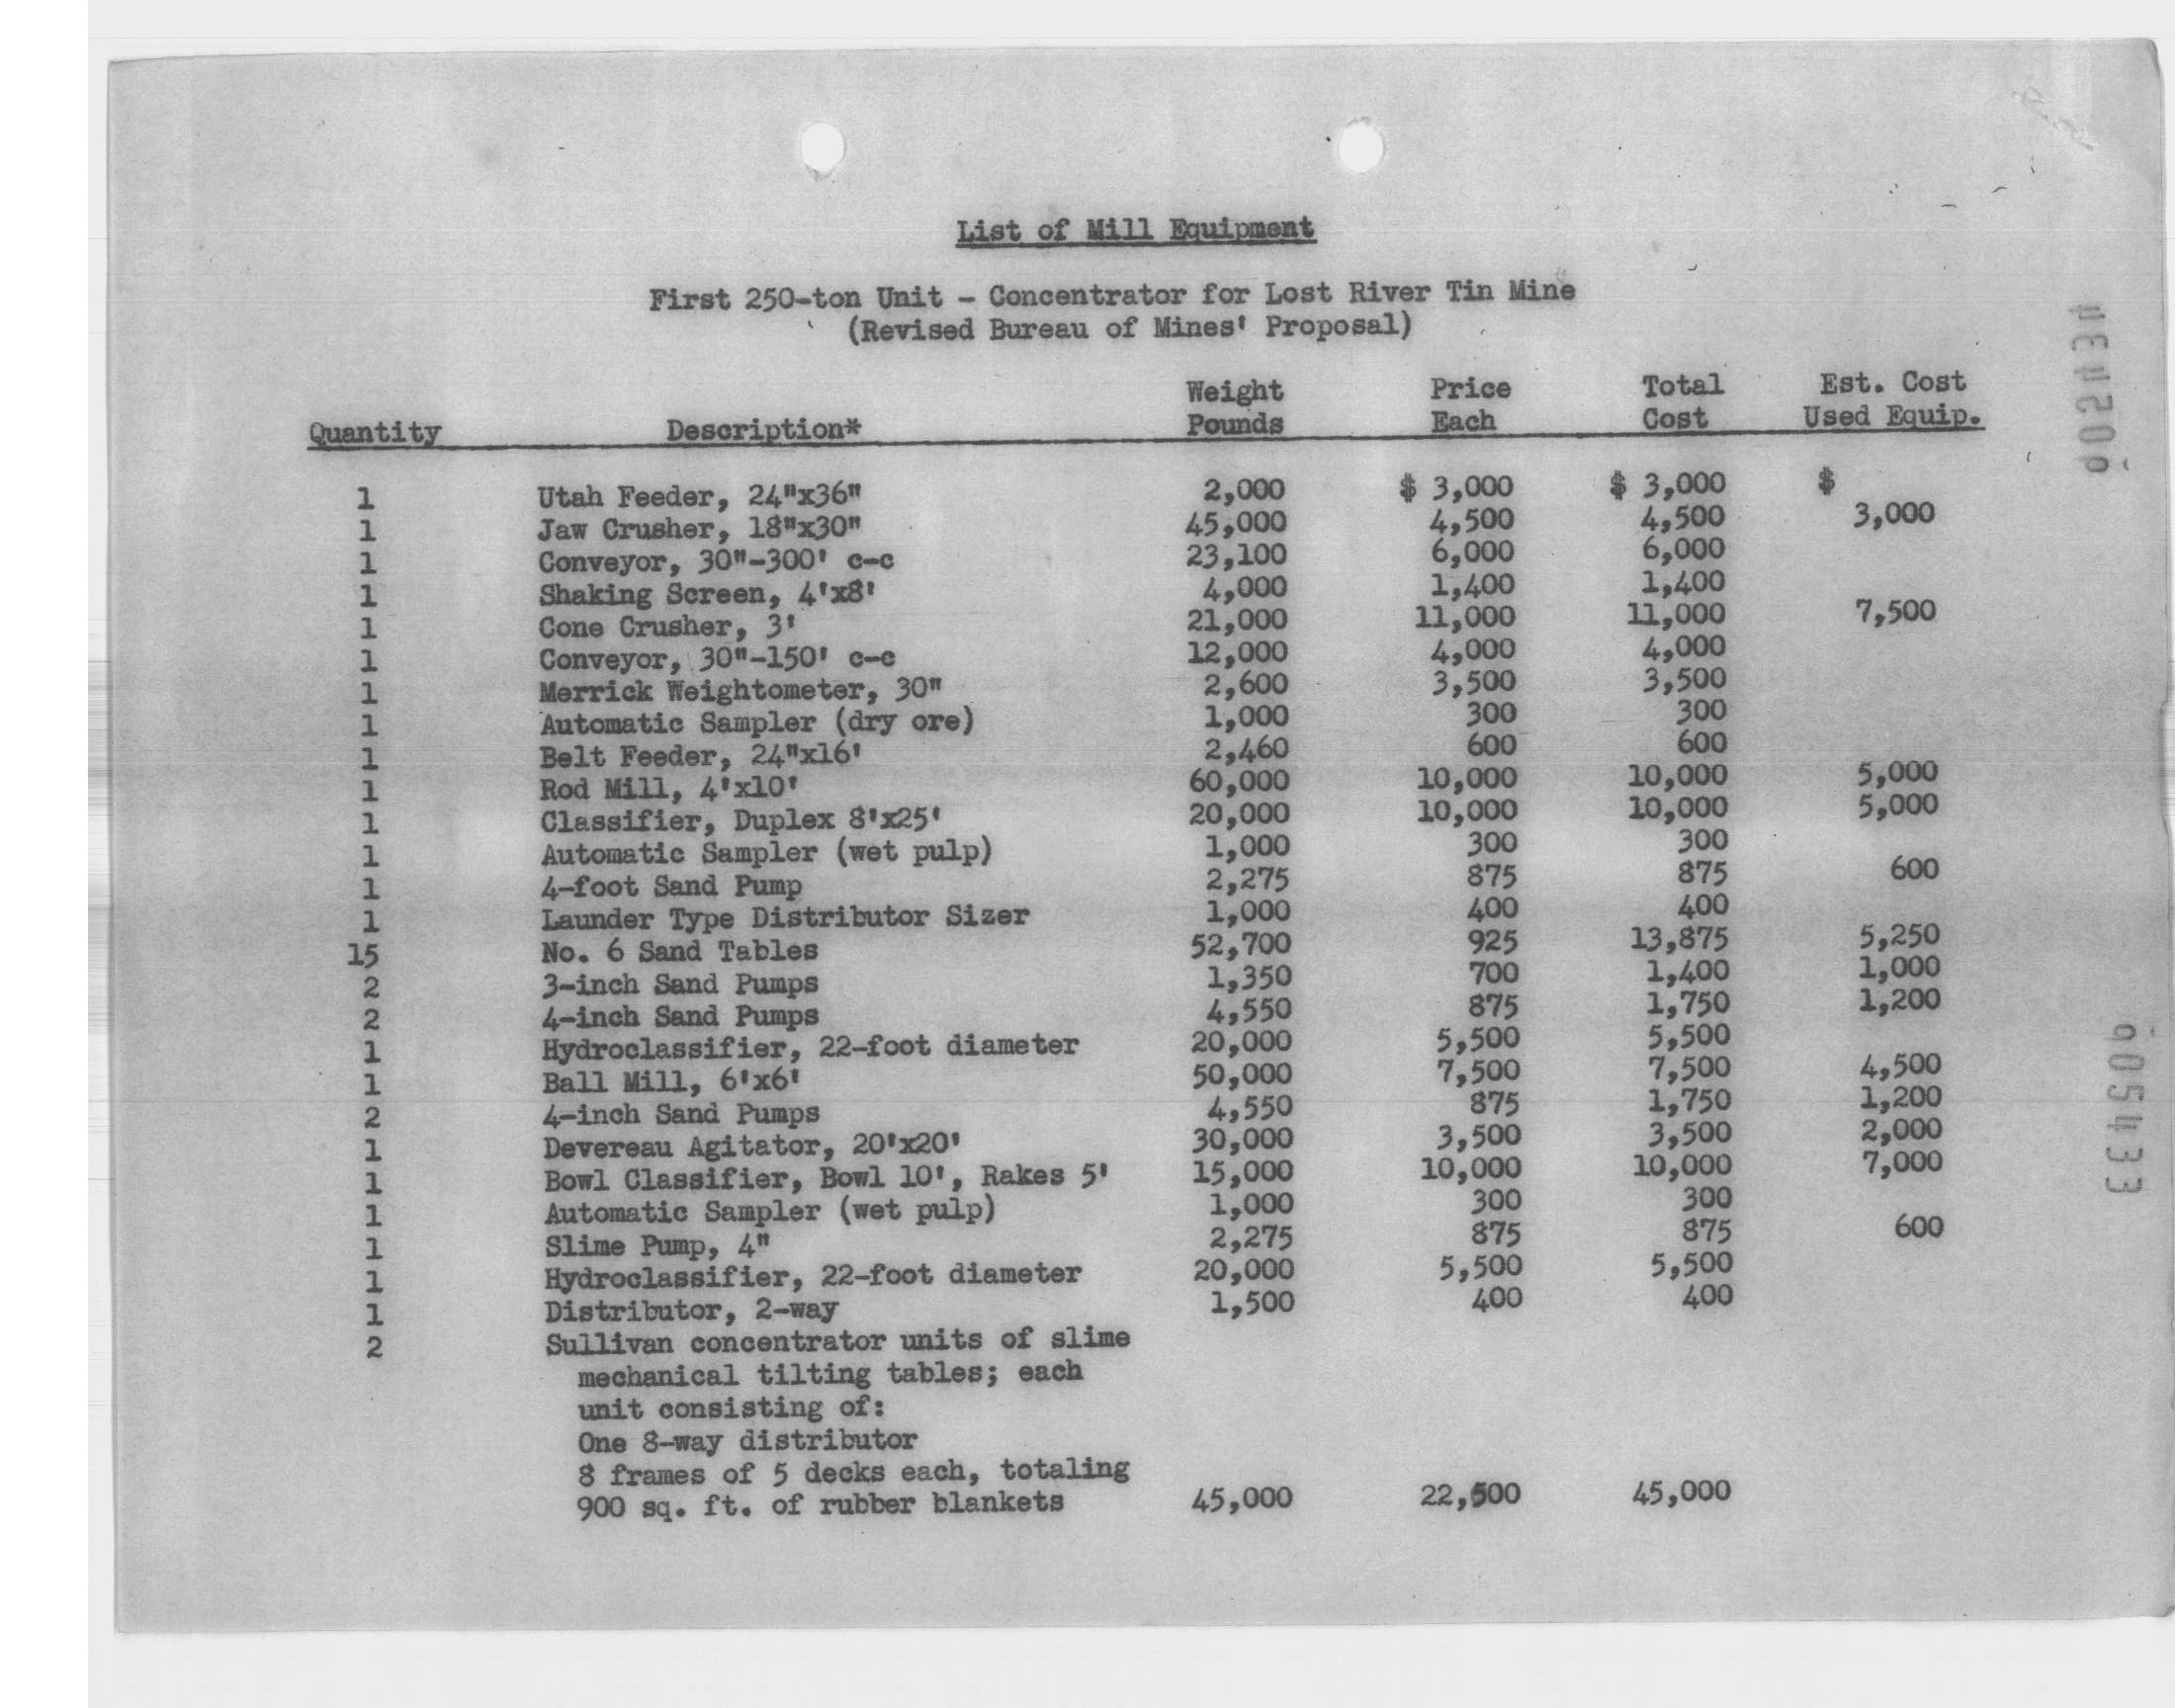 List of Mill Equipment
First 250-ton Unit - Concentrator for Lost River Tin Mine
(Revised Bureau of Mines' Proposal)
Quantity Description* Weight Pounds Price Each Total Cost Est. Cost Used Equip.
1 Utah Feeder, 24"x36" 2,000 $ 3,000 $ 3,000 $
1 Jaw Crusher, 18"x30" 45,000 4,500 4,500 3,000
1 Conveyor, 30"-300' c-c 23,100 6,000 6,000
1 Shaking Screen, 4'x8' 4,000 1,400 1,400
1 Cone Crusher, 3' 21,000 11,000 11,000 7,500
1 Conveyor, 30"-150' c-c 12,000 4,000 4,000
1 Merrick Weightometer, 30" 2,600 3,500 3,500
1 Automatic Sampler (dry ore) 1,000 300 300
1 Belt Feeder, 24"x16' 2,460 600 600
1 Rod Mill, 4'x10' 60,000 10,000 10,000 5,000
1 Classifier, Duplex 8'x25' 20,000 10,000 10,000 5,000
1 Automatic Sampler (wet pulp) 1,000 300 300
1 4-foot Sand Pump 2,275 875 875 600
1 Launder Type Distributor Sizer 1,000 400 400
15 No. 6 Sand Tables 52,700 925 13,875 5,250
2 3-inch Sand Pumps 1,350 700 1,400 1,000
2 4-inch Sand Pumps 4,550 875 1,750 1,200
1 Hydroclassifier, 22-foot diameter 20,000 5,500 5,500
1 Ball Mill, 6'x6' 50,000 7,500 7,500 4,500
2 4-inch Sand Pumps 4,550 875 1,750 1,200
1 Devereau Agitator, 20'x20' 30,000 3,500 3,500 2,000
1 Bowl Classifier, Bowl 10', Rakes 5' 15,000 10,000 10,000 7,000
1 Automatic Sampler (wet pulp) 1,000 300 300
1 Slime Pump, 4" 2,275 875 875 600
1 Hydroclassifier, 22-foot diameter 20,000 5,500 5,500
1 Distributor, 2-way 1,500 400 400
2 Sullivan concentrator units of slime
mechanical tilting tables; each
unit consisting of:
One 8-way distributor
8 frames of 5 decks each, totaling
900 sq. ft. of rubber blankets 45,000 22,500 45,000
905434
905433